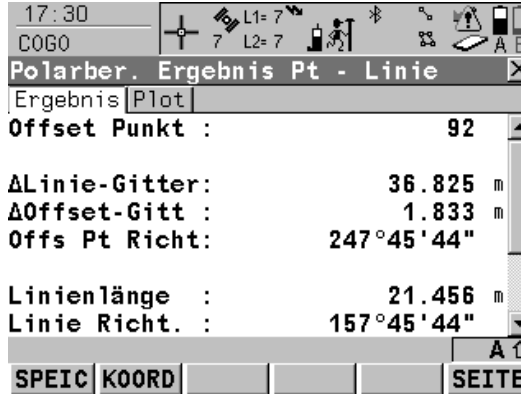 17:30
L1= 7
COGO
7 L2= 7
A B
Polarber. Ergebnis Pt - Linie
Ergebnis Plot
Offset Punkt : 92
ΔLinie-Gitter: 36.825 m
ΔOffset-Gitt : 1.833 m
Offs Pt Richt: 247°45'44"
Linienlänge : 21.456 m
Linie Richt. : 157°45'44"
A
SPEIC KOORD SEITE